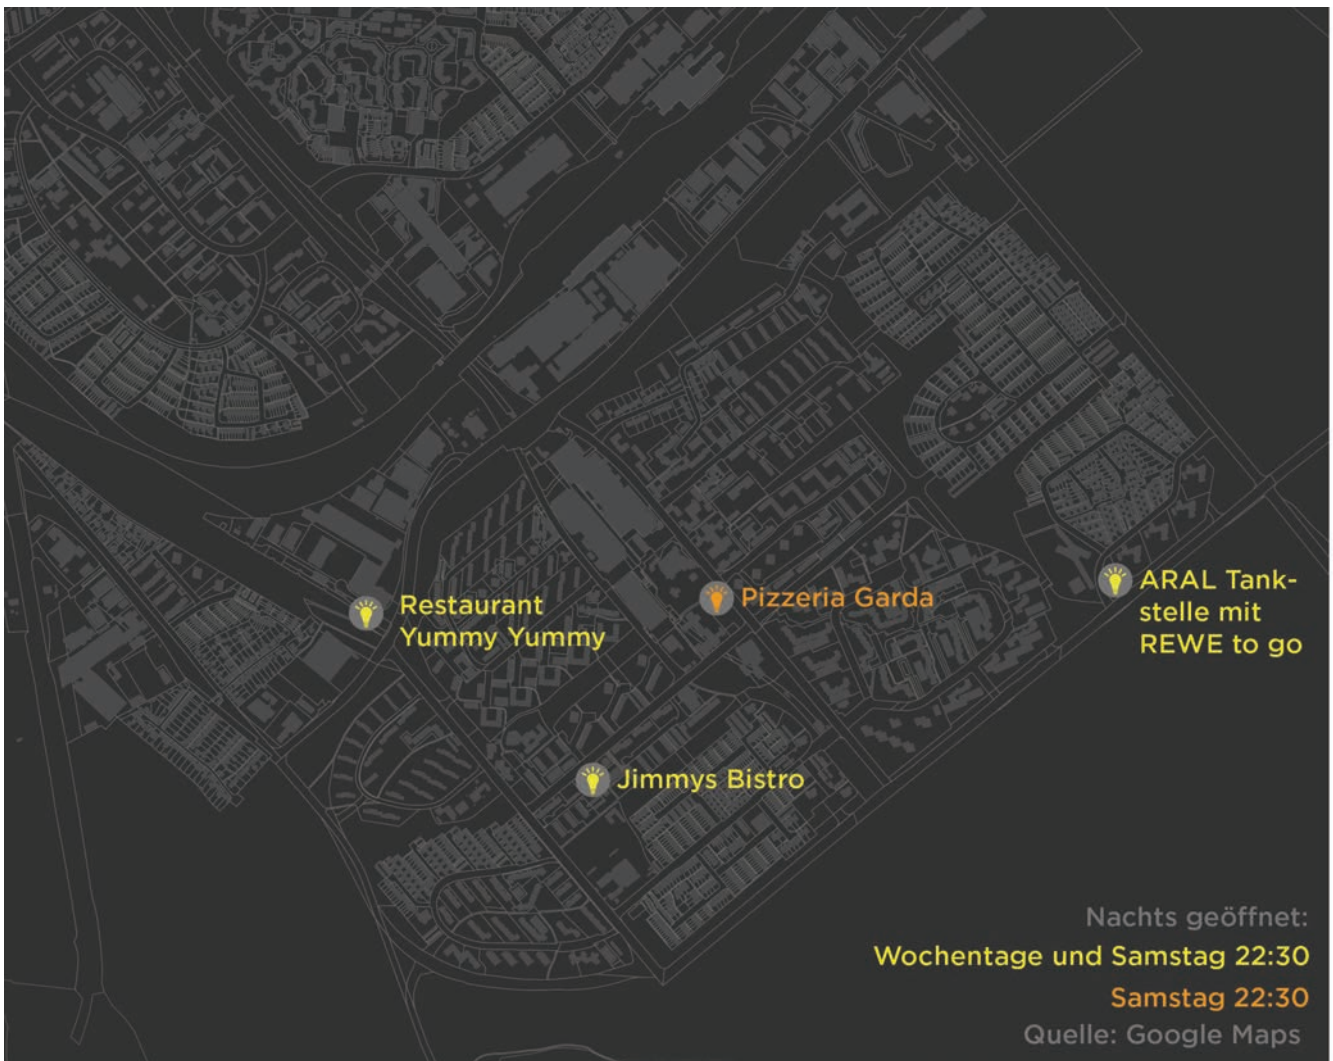 Restaurant
Yummy Yummy
Pizzeria Garda
ARAL Tank-
stelle mit
REWE to go
Jimmys Bistro
Nachts geöffnet:
Wochentage und Samstag 22:30
Samstag 22:30
Quelle: Google Maps